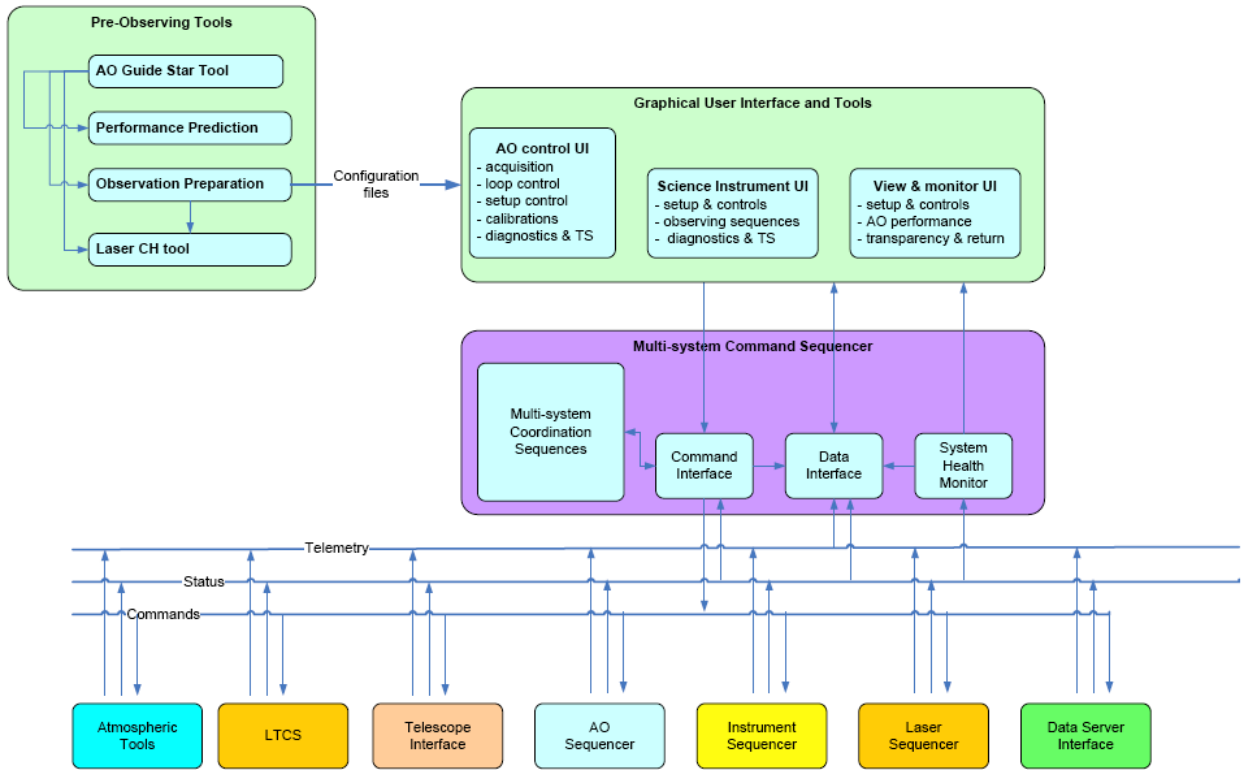 Pre-Observing Tools
AO Guide Star Tool
Performance Prediction
Observation Preparation
Laser CH tool
Configuration
files
Graphical User Interface and Tools
AO control UI
- acquisition
- loop control
- setup control
- calibrations
- diagnostics & TS
Science Instrument UI
- setup & controls
- observing sequences
- diagnostics & TS
View & monitor UI
- setup & controls
- AO performance
- transparency & return
Multi-system Command Sequencer
Multi-system
Coordination
Sequences
Command
Interface
Data
Interface
System
Health
Monitor
Telemetry
Status
Commands
Atmospheric
Tools
LTCS
Telescope
Interface
AO
Sequencer
Instrument
Sequencer
Laser
Sequencer
Data Server
Interface